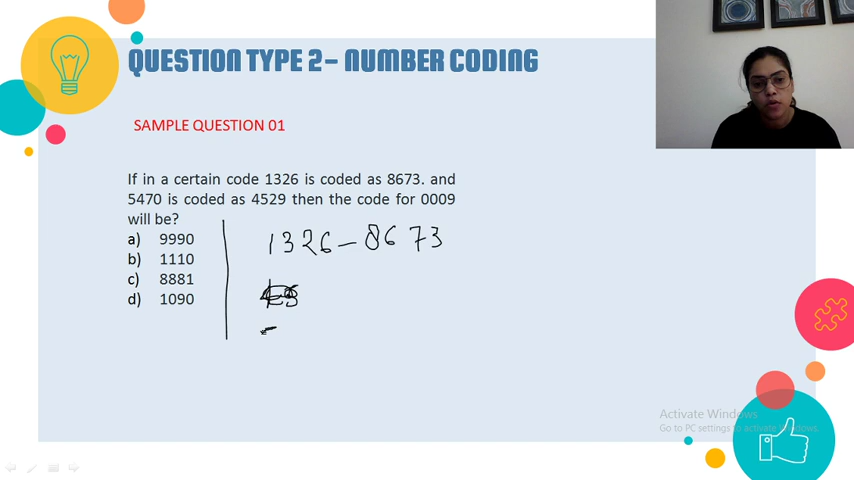 QUESTION TYPE 2- NUMBER CODING
SAMPLE QUESTION 01
If in a certain code 1326 is coded as 8673. and
5470 is coded as 4529 then the code for 0009
will be?
a) 9990
b) 1110
c) 8881
d) 1090
1326 - 8673
Activate Windows
Go to PC settings to activate Windows.